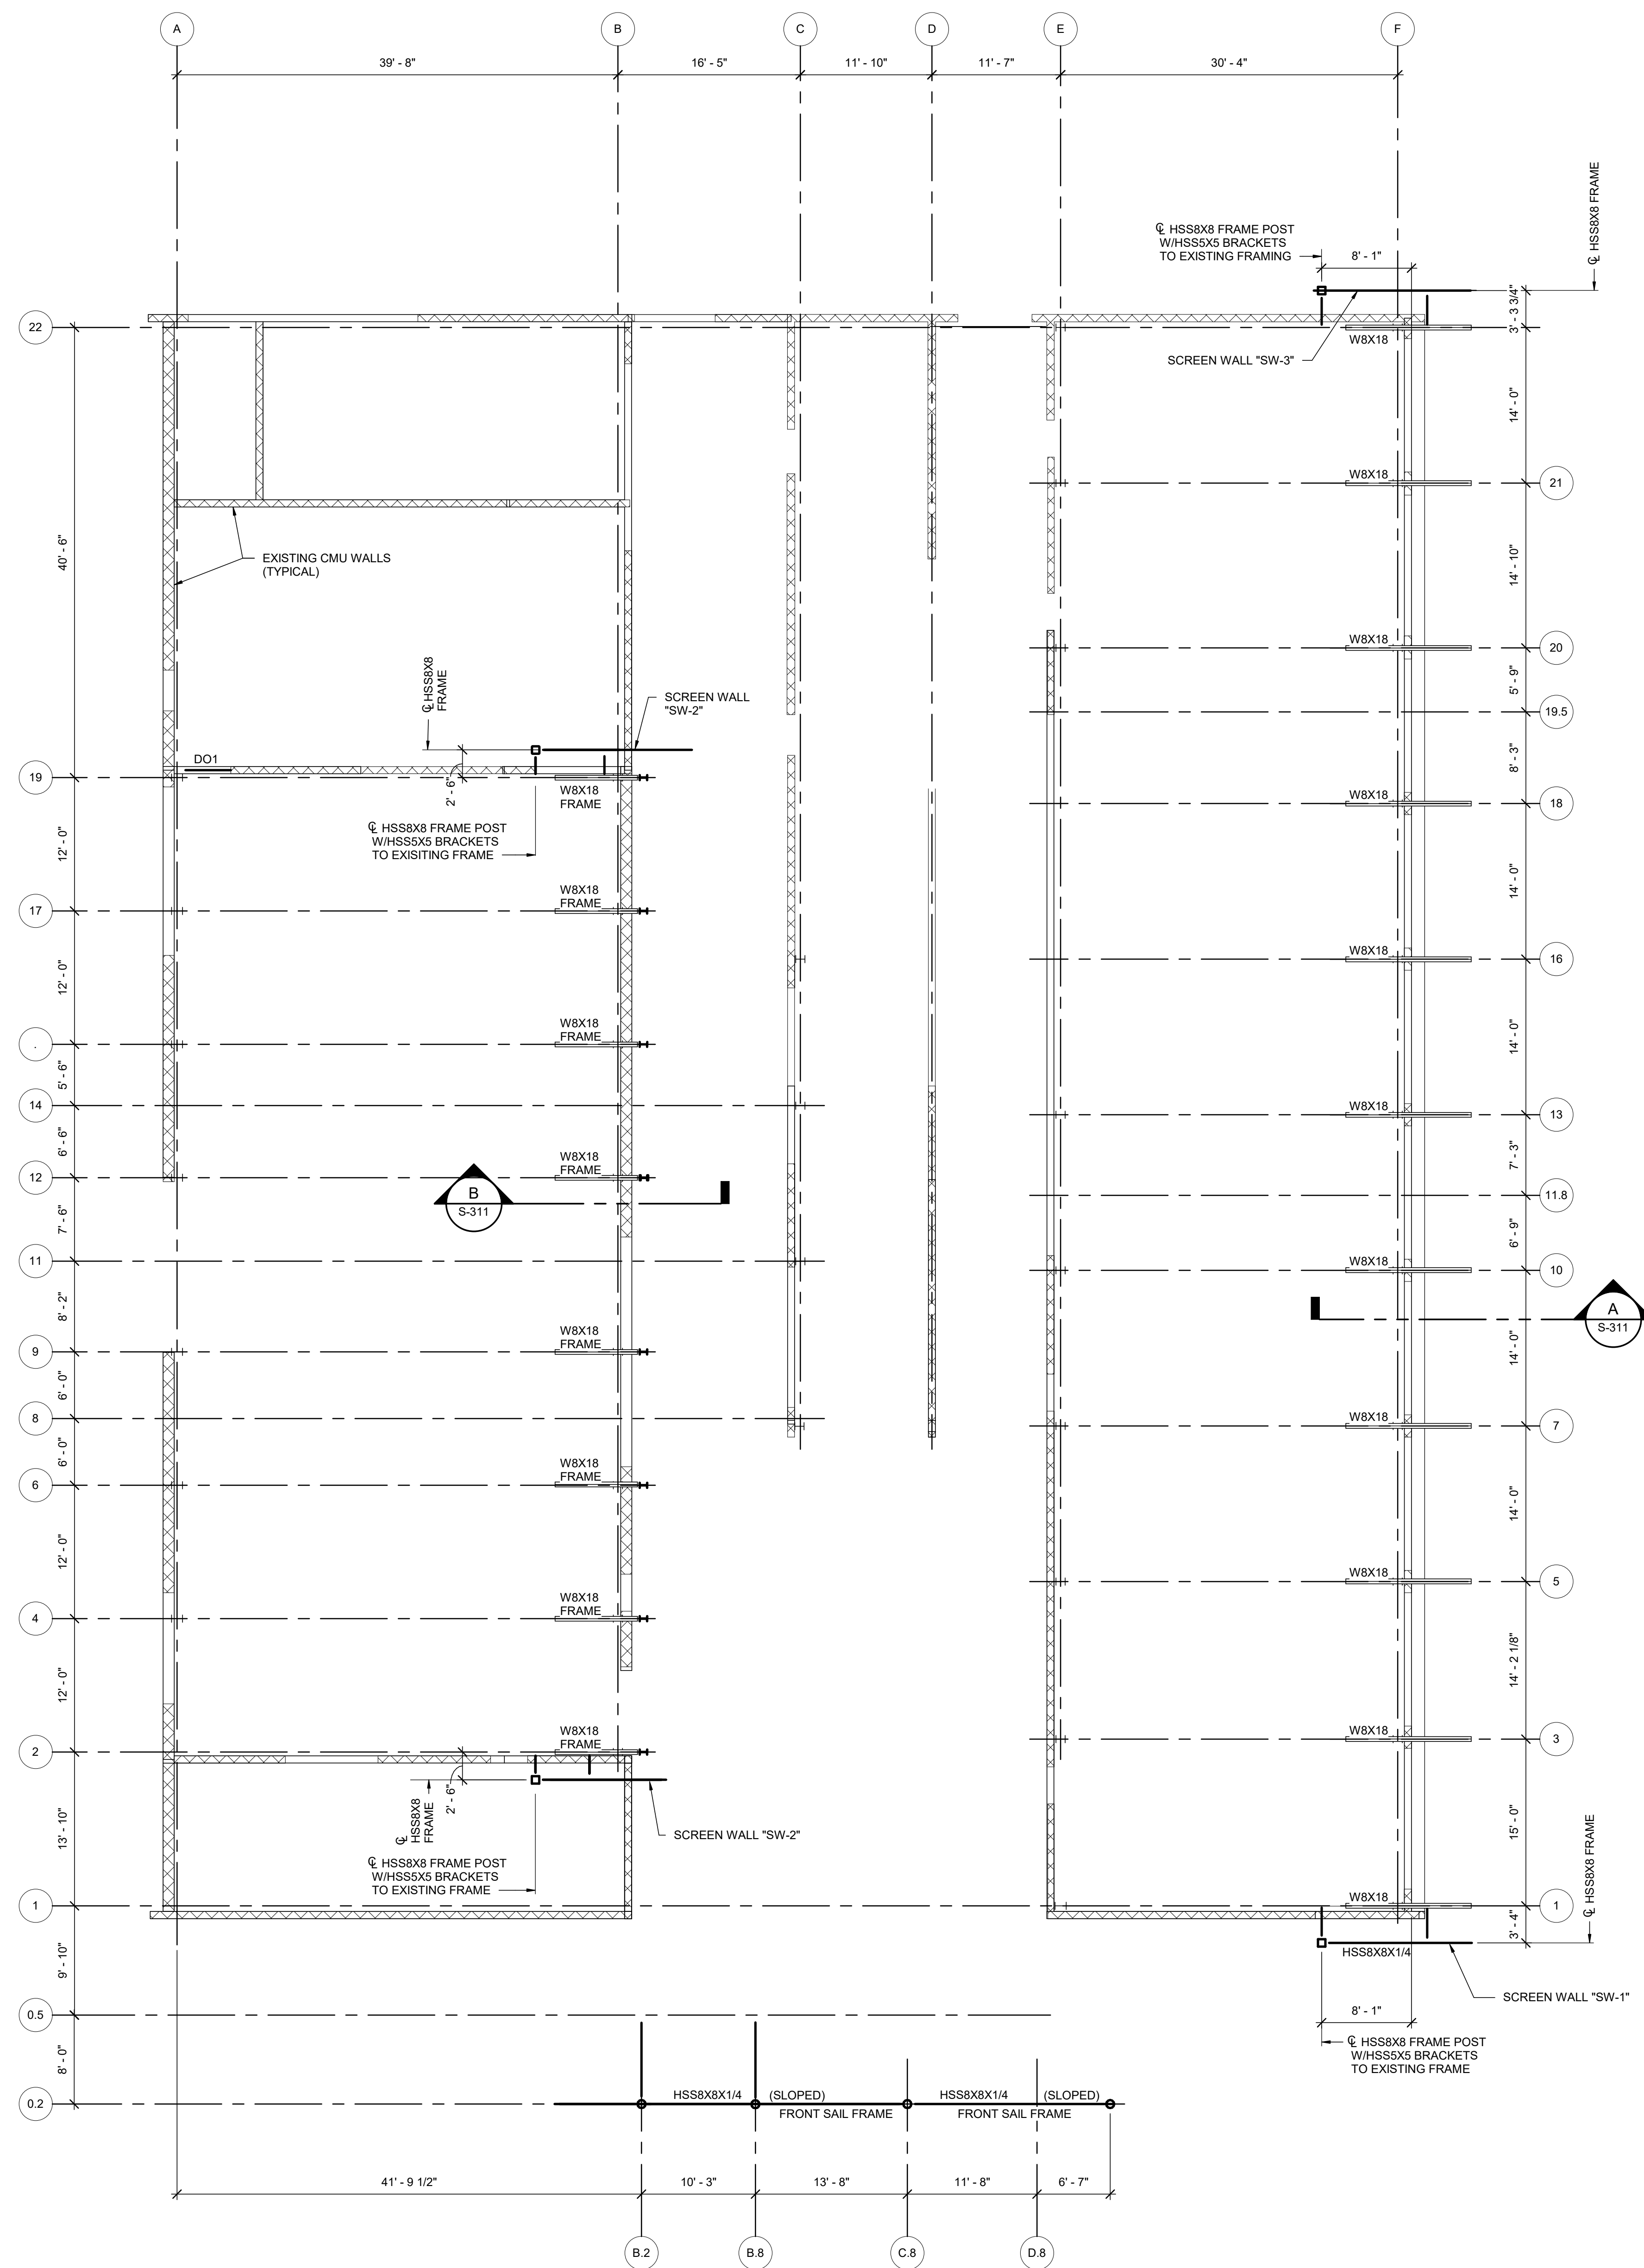 A
B
C
D
E
F
39' - 8"
16' - 5"
11' - 10"
11' - 7"
30' - 4"
℄ HSS8X8 FRAME
℄ HSS8X8 FRAME POST
W/HSS5X5 BRACKETS
TO EXISTING FRAMING
8' - 1"
3' - 3 3/4"
22
W8X18
SCREEN WALL "SW-3"
14' - 0"
W8X18
21
40' - 6"
EXISTING CMU WALLS
(TYPICAL)
14' - 10"
W8X18
20
℄ HSS8X8
FRAME
SCREEN WALL
"SW-2"
5' - 9"
19.5
DO1
8' - 3"
19
2' - 6"
W8X18
FRAME
W8X18
18
℄ HSS8X8 FRAME POST
W/HSS5X5 BRACKETS
TO EXISITING FRAME
12' - 0"
14' - 0"
W8X18
FRAME
17
W8X18
16
12' - 0"
W8X18
FRAME
.
14' - 0"
5' - 6"
14
W8X18
13
6' - 6"
W8X18
FRAME
12
7' - 3"
B
S-311
11.8
7' - 6"
6' - 9"
11
W8X18
10
8' - 2"
A
S-311
W8X18
FRAME
9
14' - 0"
6' - 0"
8
W8X18
7
6' - 0"
W8X18
FRAME
6
14' - 0"
12' - 0"
W8X18
5
W8X18
FRAME
4
14' - 2 1/8"
12' - 0"
W8X18
FRAME
W8X18
3
2
2' - 6"
℄
HSS8X8
FRAME
13' - 10"
SCREEN WALL "SW-2"
15' - 0"
℄ HSS8X8 FRAME POST
W/HSS5X5 BRACKETS
TO EXISTING FRAME
℄ HSS8X8 FRAME
1
W8X18
1
3' - 4"
HSS8X8X1/4
9' - 10"
SCREEN WALL "SW-1"
0.5
8' - 1"
℄ HSS8X8 FRAME POST
W/HSS5X5 BRACKETS
TO EXISTING FRAME
8' - 0"
0.2
HSS8X8X1/4
(SLOPED)
HSS8X8X1/4
(SLOPED)
FRONT SAIL FRAME
FRONT SAIL FRAME
41' - 9 1/2"
10' - 3"
13' - 8"
11' - 8"
6' - 7"
B.2
B.8
C.8
D.8